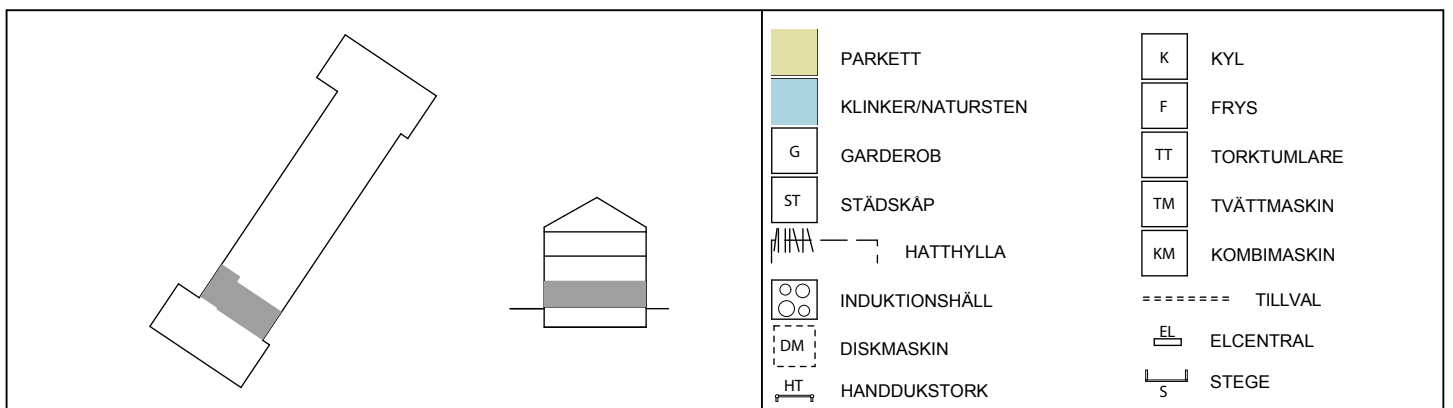 PARKETT
KLINKER/NATURSTEN
G GARDEROB
ST STÄDSKÅP
HATTHYLLA
INDUKTIONSHÄLL
DM DISKMASKIN
HT HANDDUKSTORK
K KYL
F FRYS
TT TORKTUMLARE
TM TVÄTTMASKIN
KM KOMBIMASKIN
TILLVAL
EL ELCENTRAL
S STEGE